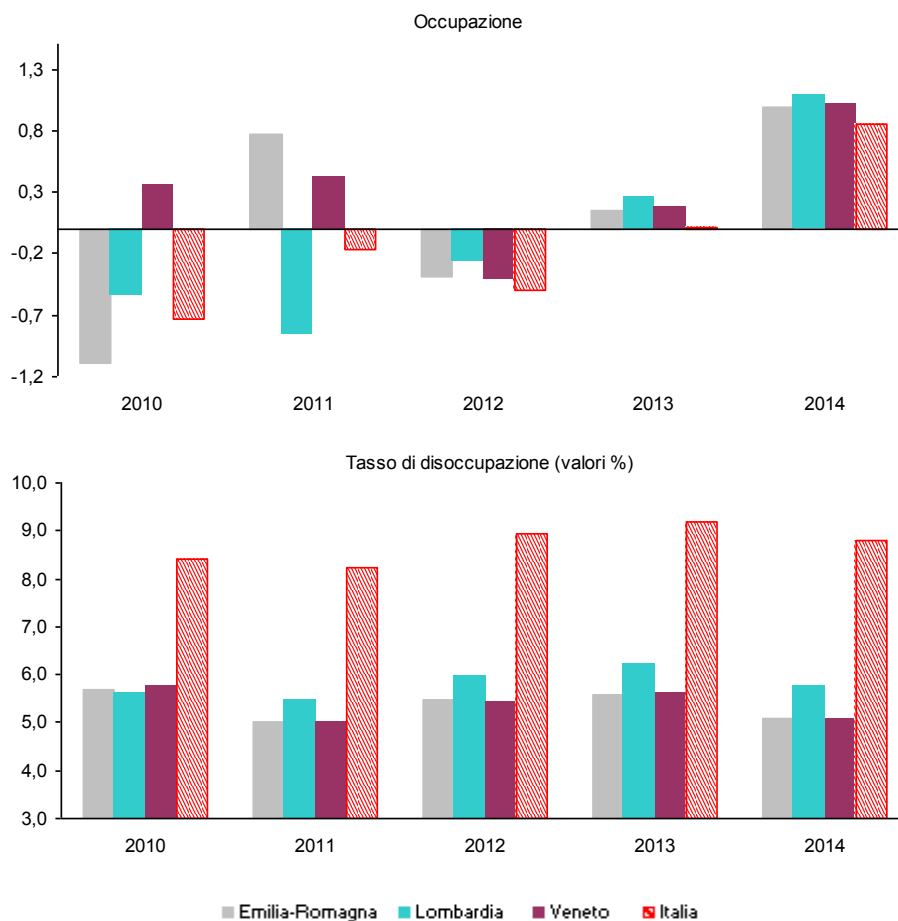 Occupazione
1,3
0,8
0,3
-0,2
-0,7
-1,2
2010 2011 2012 2013 2014
Tasso di disoccupazione (valori %)
10,0
9,0
8,0
7,0
6,0
5,0
4,0
3,0
2010 2011 2012 2013 2014
Emilia-Romagna Lombardia Veneto Italia